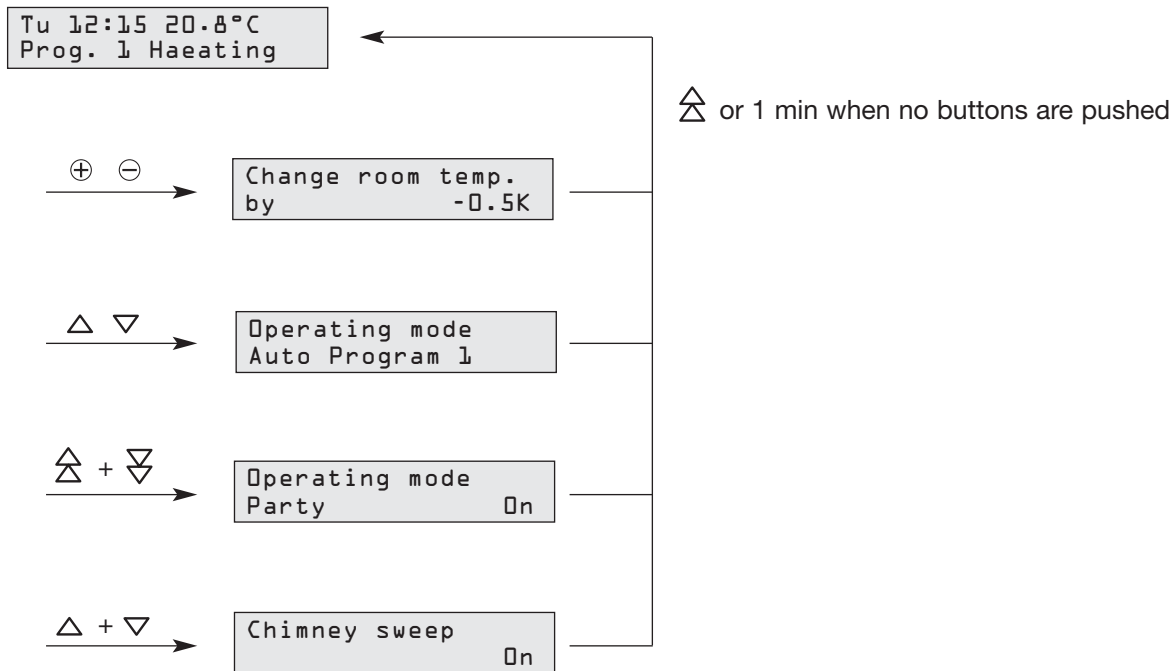 Tu 12:15 20.8°C
Prog. 1 Haeating
or 1 min when no buttons are pushed
Change room temp.
by -0.5K
Operating mode
Auto Program 1
+
Operating mode
Party On
+
Chimney sweep
On